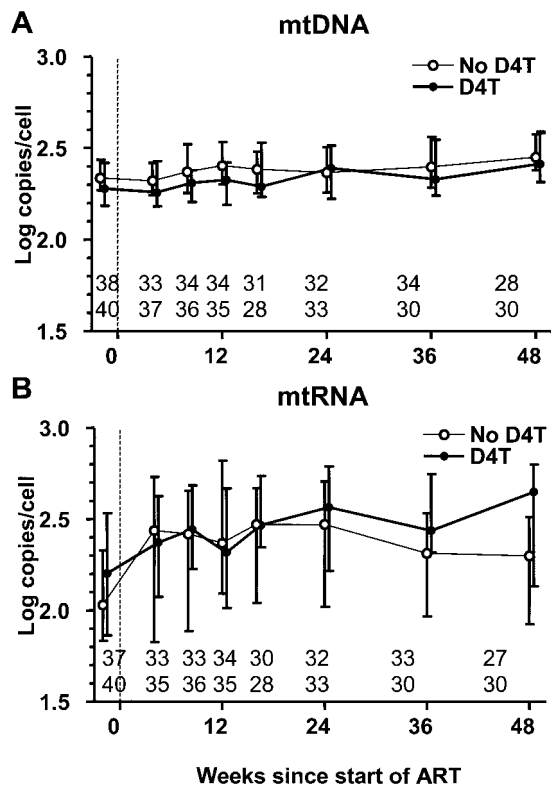 A
mtDNA
No D4T
D4T
Log copies/cell
3.0
2.5
2.0
1.5
38 33 34 34 31 32 34 28
40 37 36 35 28 33 30 30
0 12 24 36 48
B
mtRNA
No D4T
D4T
Log copies/cell
3.0
2.5
2.0
1.5
37 33 33 34 30 32 33 27
40 35 36 35 28 33 30 30
0 12 24 36 48
Weeks since start of ART